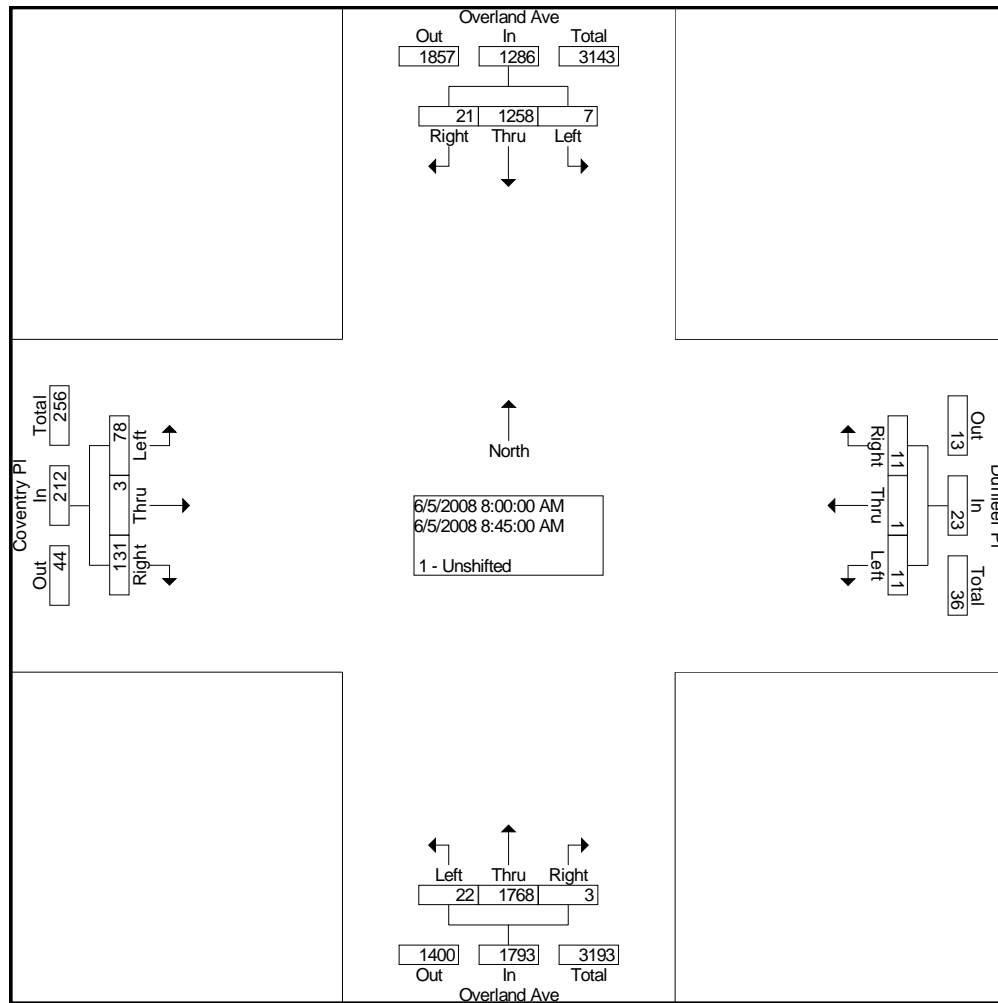 Overland Ave
Out In Total
1857 1286 3143
21 1258 7
Right Thru Left
Total In Out
256 212 44
Coventry Pl
78 3 131
Left Thru Right
North
6/5/2008 8:00:00 AM
6/5/2008 8:45:00 AM
1 - Unshifted
Right Thru Left
11 1 11
Out In Total
13 23 36
Left Thru Right
22 1768 3
1400 1793 3193
Out In Total
Overland Ave